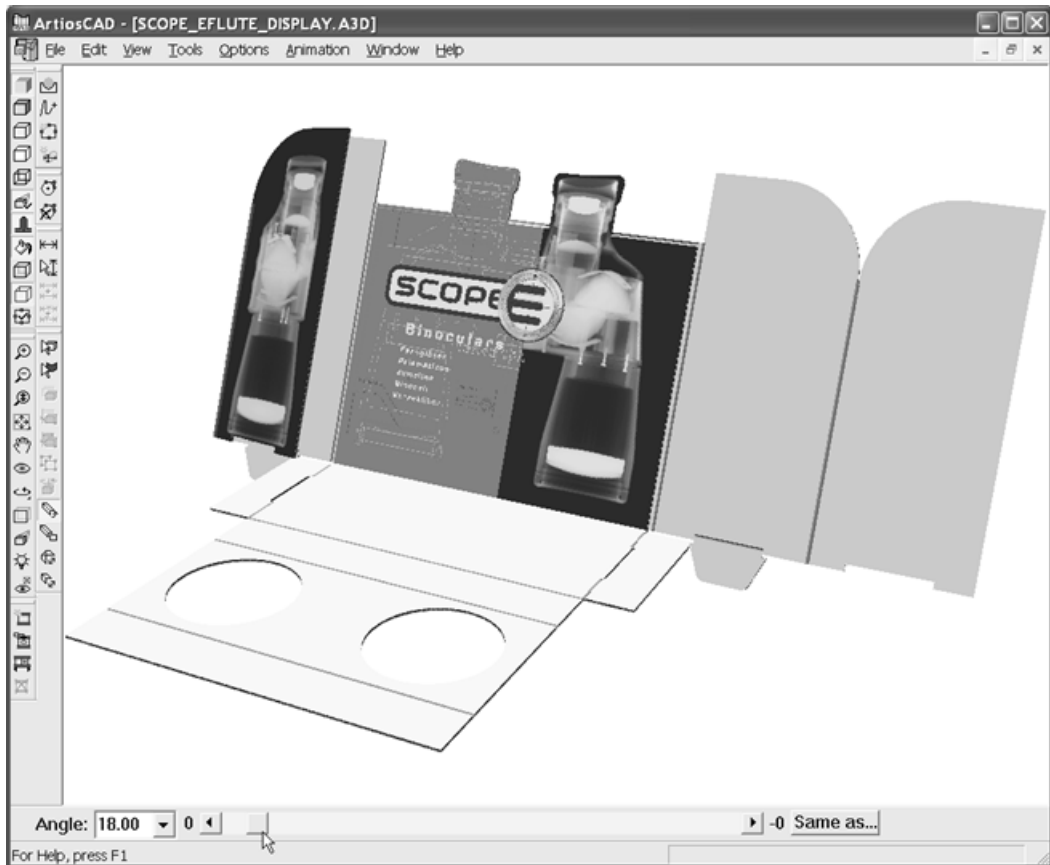 ArtiosCAD - [SCOPE_EFLUTE_DISPLAY.A3D]
File Edit View Tools Options Animation Window Help
SCOPE
Binoculars
Angle: 18.00 0 -0 Same as...
For Help, press F1